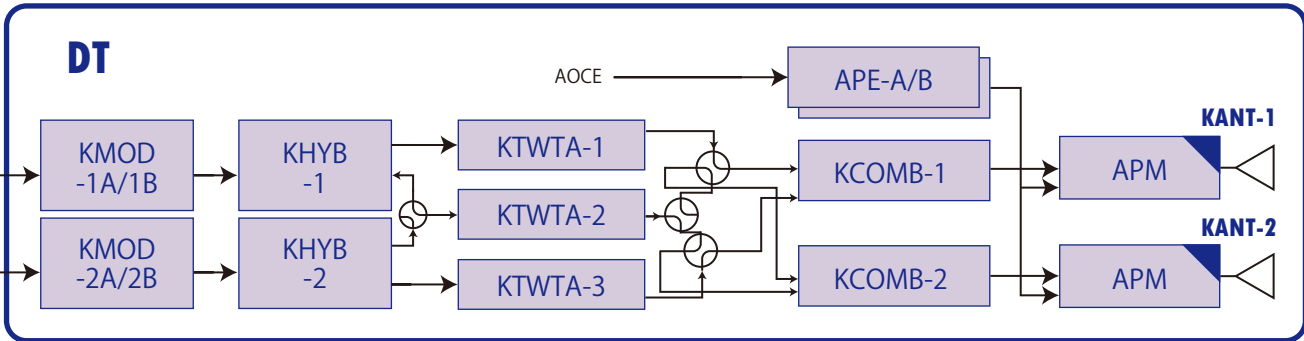 DT
AOCE
APE-A/B
KANT-1
KMOD
-1A/1B
KHYB
-1
KTWTA-1
KCOMB-1
APM
KTWTA-2
KANT-2
KMOD
-2A/2B
KHYB
-2
KTWTA-3
KCOMB-2
APM